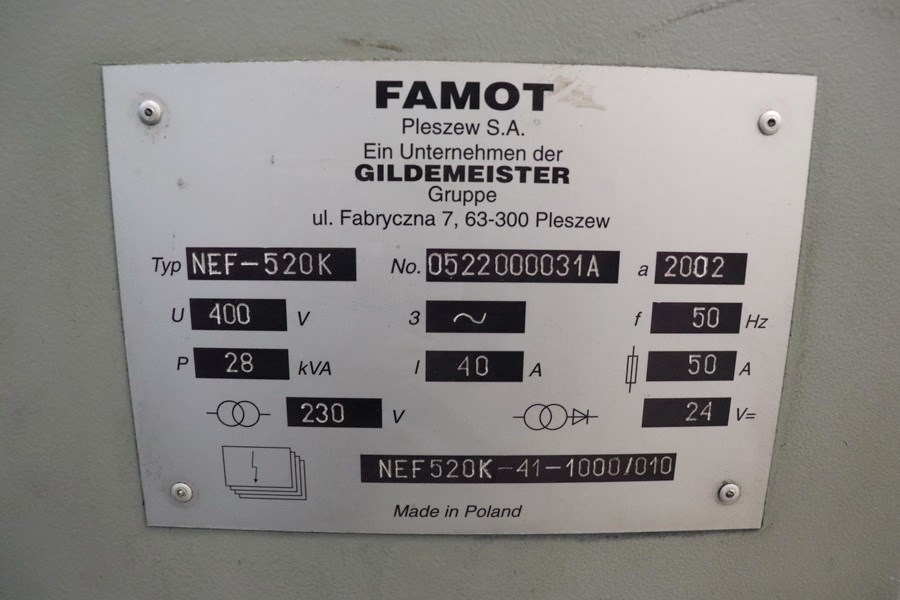 FAMOT
Pleszew S.A.
Ein Unternehmen der
GILDEMEISTER
Gruppe
ul. Fabryczna 7, 63-300 Pleszew
Typ NEF-520K No. 0522000031A a 2002
U 400 V 3 ~ f 50 Hz
P 28 kVA I 40 A 50 A
230 V 24 V=
NEF520K-41-1000/010
Made in Poland